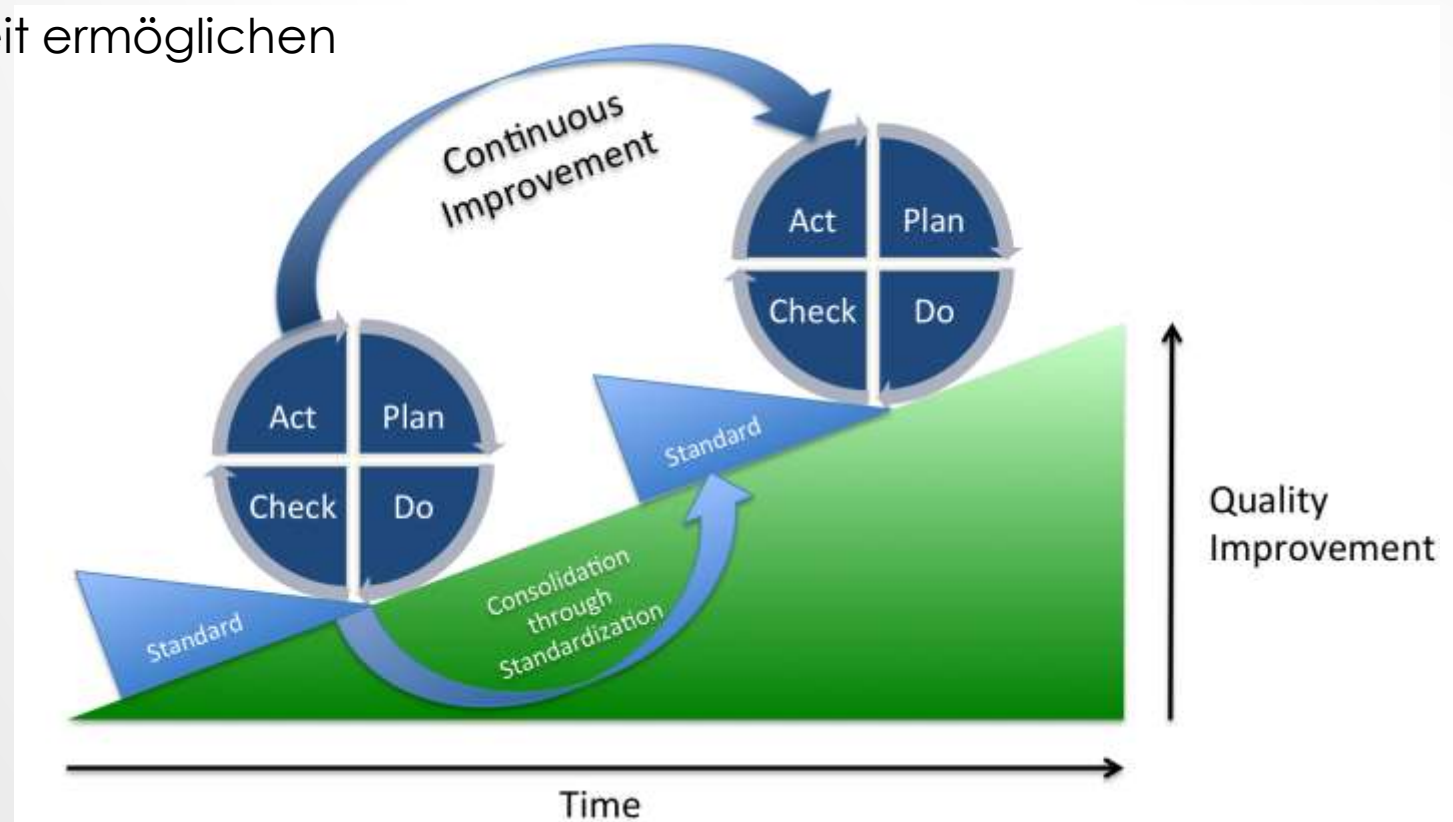 eit ermöglichen
Continuous
Improvement
Act
Plan
Check
Do
Act
Plan
Check
Do
Standard
Standard
Consolidation
through
Standardization
Quality
Improvement
Time